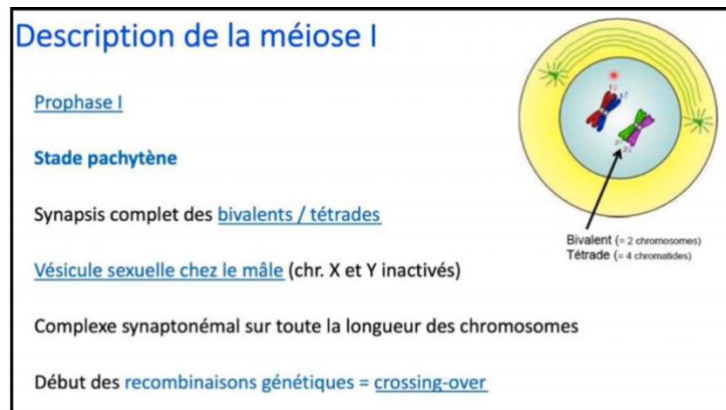 Description de la méiose I
Prophase I
Stade pachytène
Synapsis complet des bivalents / tétrades
Vésicule sexuelle chez le mâle (chr. X et Y inactivés)
Complexe synaptonémal sur toute la longueur des chromosomes
Début des recombinaisons génétiques = crossing-over
Bivalent (= 2 chromosomes)
Tétrade (= 4 chromatides)